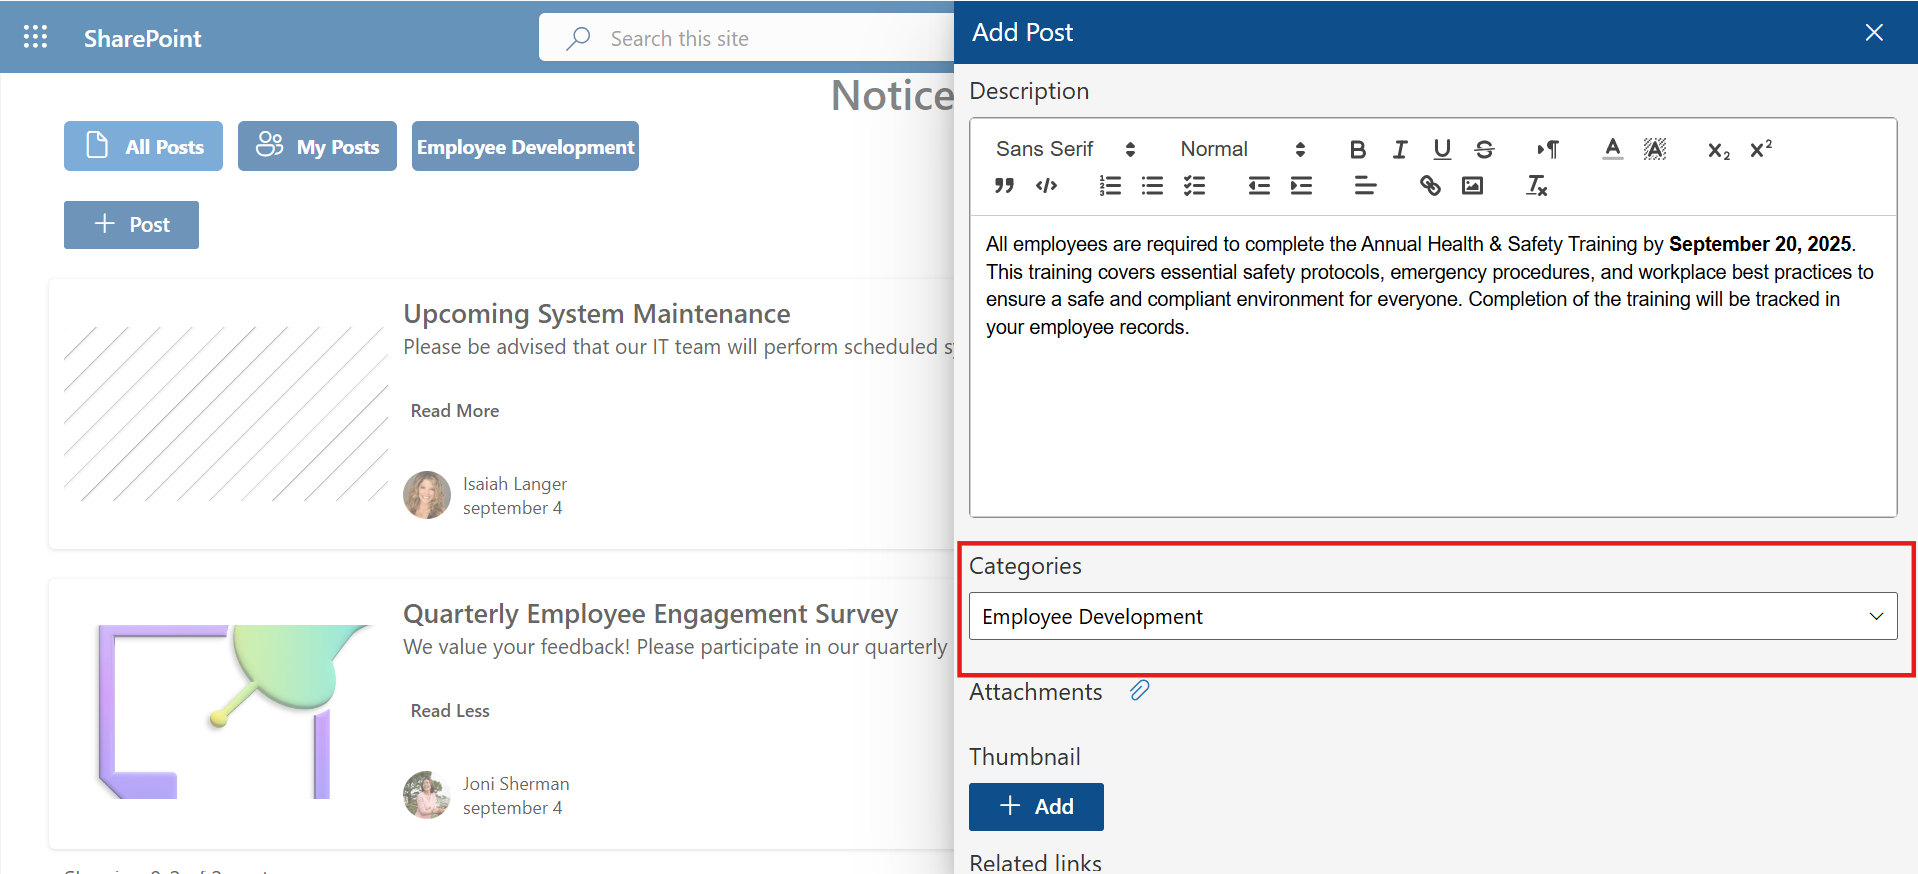 SharePoint
Search this site
Notice
All Posts
My Posts
Employee Development
Post
Upcoming System Maintenance
Please be advised that our IT team will perform scheduled
Read More
Isaiah Langer
september 4
Quarterly Employee Engagement Survey
We value your feedback! Please participate in our quarterly
Read Less
Joni Sherman
september 4
Add Post
Description
Sans Serif
Normal
All employees are required to complete the Annual Health & Safety Training by September 20, 2025.
This training covers essential safety protocols, emergency procedures, and workplace best practices to
ensure a safe and compliant environment for everyone. Completion of the training will be tracked in
your employee records.
Categories
Employee Development
Attachments
Thumbnail
Add
Related links